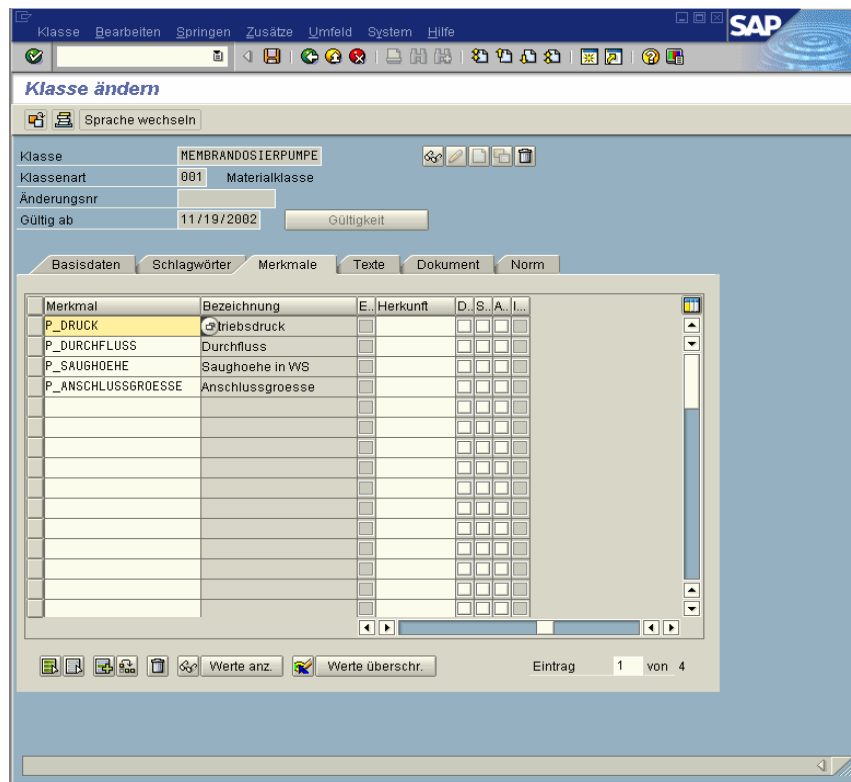 Klasse Bearbeiten Springen Zusätze Umfeld System Hilfe
SAP
Klasse ändern
Sprache wechseln
Klasse MEMBRANDOSIERPUMPE
Klassenart 001 Materialklasse
Änderungsnr
Gültig ab 11/19/2002 Gültigkeit
Basisdaten Schlagwörter Merkmale Texte Dokument Norm
Merkmal Bezeichnung E.. Herkunft D.. S.. A.. I...
P_DRUCK triebsdruck
P_DURCHFLUSS Durchfluss
P_SAUGHOEHE Saughoehe in WS
P_ANSCHLUSSGROESSE Anschlussgroesse
Werte anz. Werte überschr. Eintrag 1 von 4